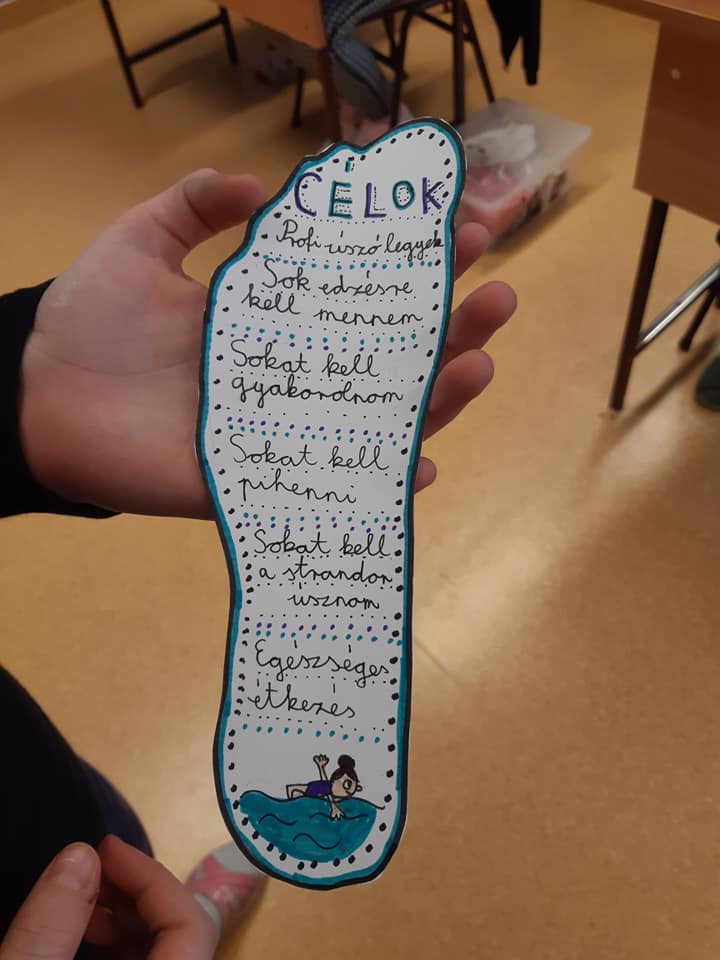 CÉLOK
Profi úszó legyek
Sok edzésre
kell mennem
Sokat kell
gyakorolnom
Sokat kell
pihenni
Sokat kell
a strandon
úsznom
Egészséges
étkezés